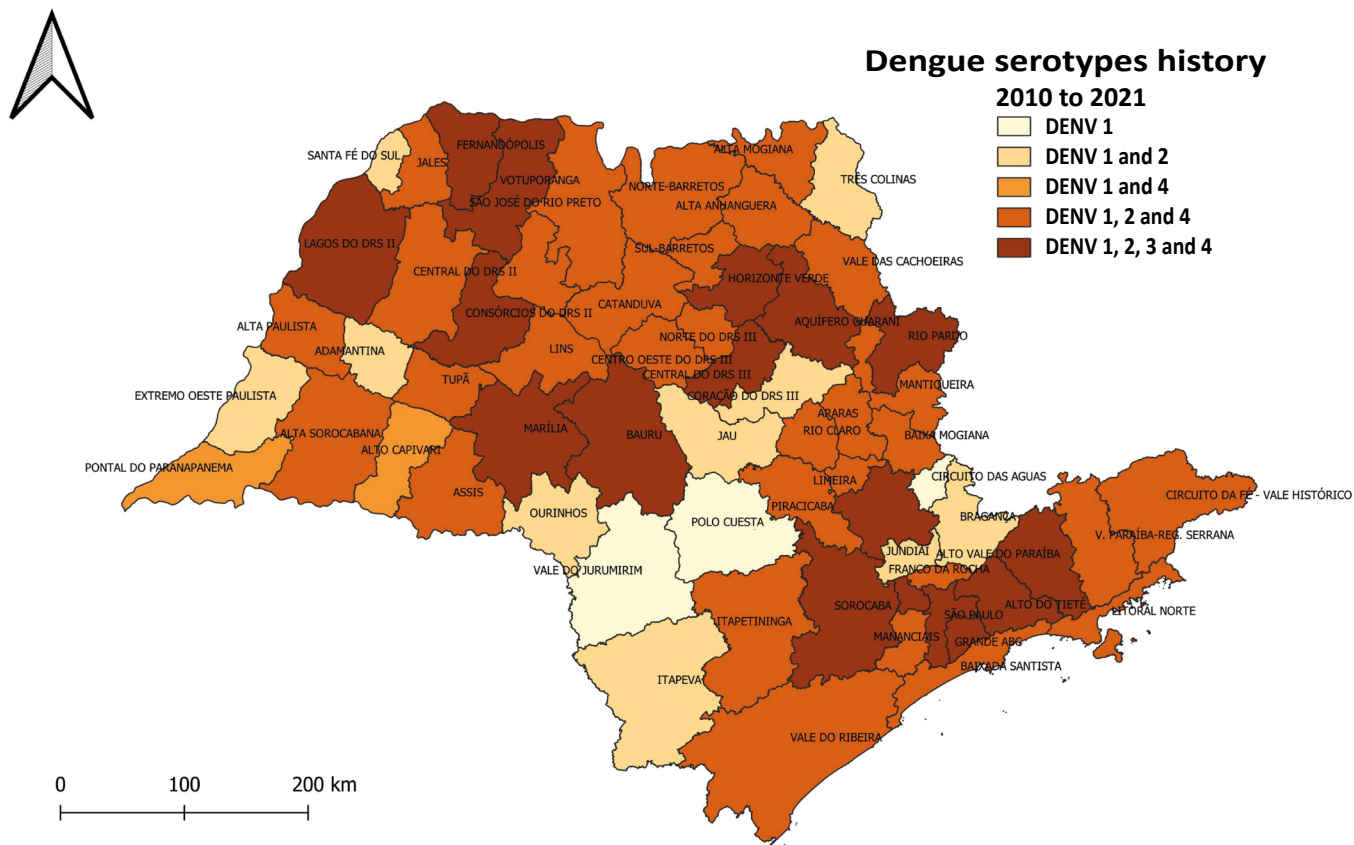 Dengue serotypes history
2010 to 2021
DENV 1
DENV 1 and 2
DENV 1 and 4
DENV 1, 2 and 4
DENV 1, 2, 3 and 4
SANTA FÉ DO SUL
JALES
FERNANDÓPOLIS
VOTUPORANGA
SÃO JOSÉ DO RIO PRETO
NORTE-BARRETOS
ALTA MOGIANA
TRÊS COLINAS
ALTA ANHANGUERA
LAGOS DO DRS II
CENTRAL DO DRS II
SUL-BARRETOS
VALE DAS CACHOEIRAS
HORIZONTE VERDE
CONSÓRCIOS DO DRS II
CATANDUVA
AQUÍFERO GUARANI
ALTA PAULISTA
RIO PARDO
ADAMANTINA
LINS
NORTE DO DRS III
CENTRO OESTE DO DRS III
CENTRAL DO DRS III
TUPÃ
MANTIQUEIRA
EXTREMO OESTE PAULISTA
CORAÇÃO DO DRS III
ARARAS
ALTA SOROCABANA
MARÍLIA
BAURU
JAU
RIO CLARO
BAIXA MOGIANA
ALTO CAPIVARI
PONTAL DO PARANAPANEMA
ASSIS
LIMEIRA
CIRCUITO DAS AGUAS
CIRCUITO DA FÉ - VALE HISTÓRICO
OURINHOS
PIRACICABA
POLO CUESTA
BRAGANÇA
V. PARAÍBA-REG. SERRANA
JUNDIAÍ
ALTO VALE DO PARAÍBA
VALE DO JURUMIRIM
FRANCO DA ROCHA
SOROCABA
ALTO DO TIETÊ
LITORAL NORTE
SÃO PAULO
ITAPETININGA
MANANCIAIS
GRANDE ABC
BAIXADA SANTISTA
ITAPEVA
VALE DO RIBEIRA
0 100 200 km